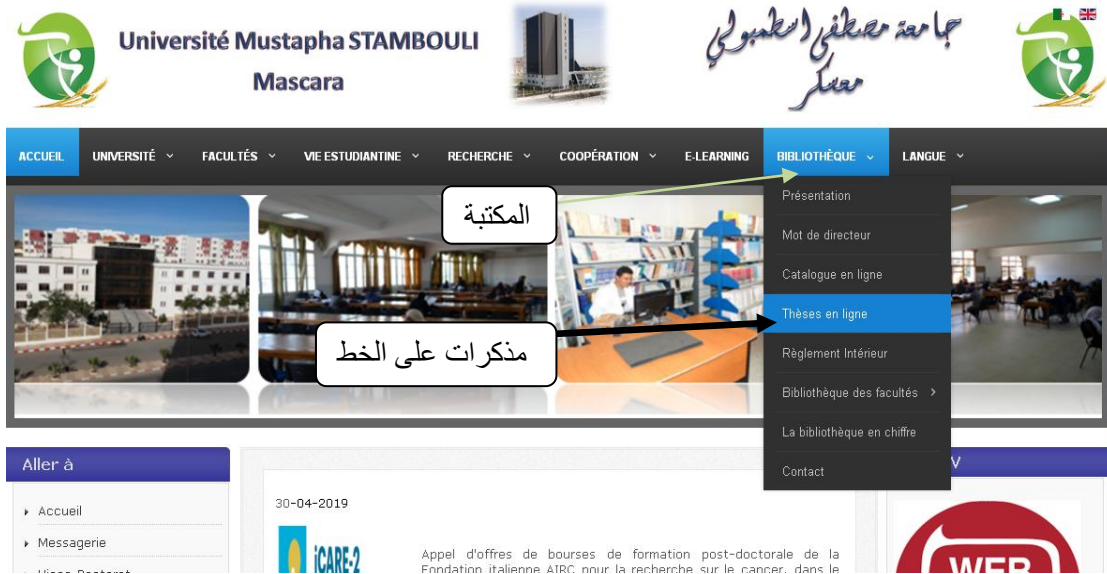 Université Mustapha STAMBOULI
Mascara
جامعة مصطفى اسطمبولي
معسكر
ACCUEIL
UNIVERSITÉ
FACULTÉS
VIE ESTUDIANTINE
RECHERCHE
COOPÉRATION
E-LEARNING
BIBLIOTHÈQUE
LANGUE
المكتبة
مذكرات على الخط
Présentation
Mot de directeur
Catalogue en ligne
Thèses en ligne
Règlement Intérieur
Bibliothèque des facultés
La bibliothèque en chiffre
Contact
Aller à
Accueil
Messagerie
V
30-04-2019
iCARE-2
Appel d'offres de bourses de formation post-doctorale de la
Fondation italienne AIRC pour la recherche sur le cancer, dans le
WEB